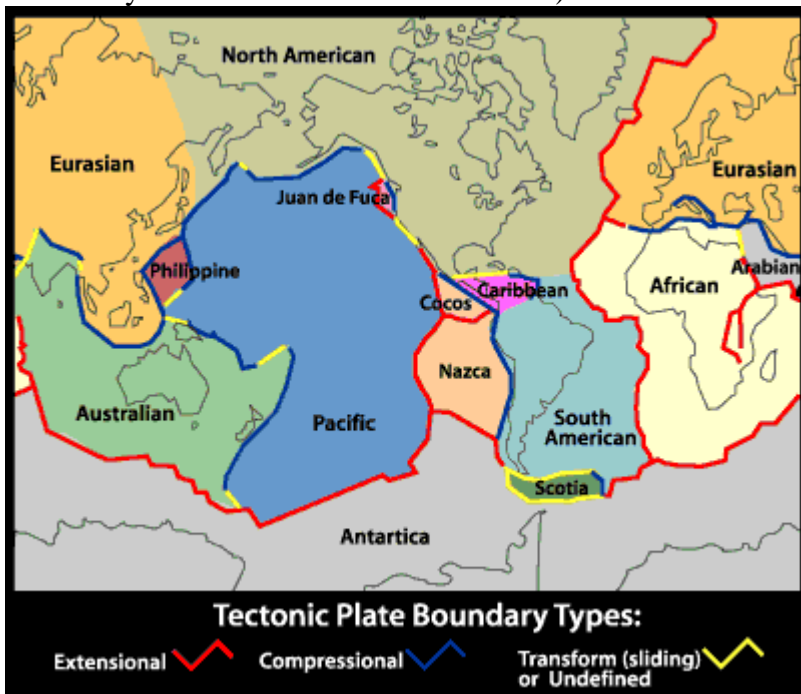 North American
Eurasian
Eurasian
Juan de Fuca
Philippine
Arabian
African
Caribbean
Cocos
Nazca
Australian
Pacific
South
American
Scotia
Antartica
Tectonic Plate Boundary Types:
Extensional
Compressional
Transform (sliding)
or Undefined